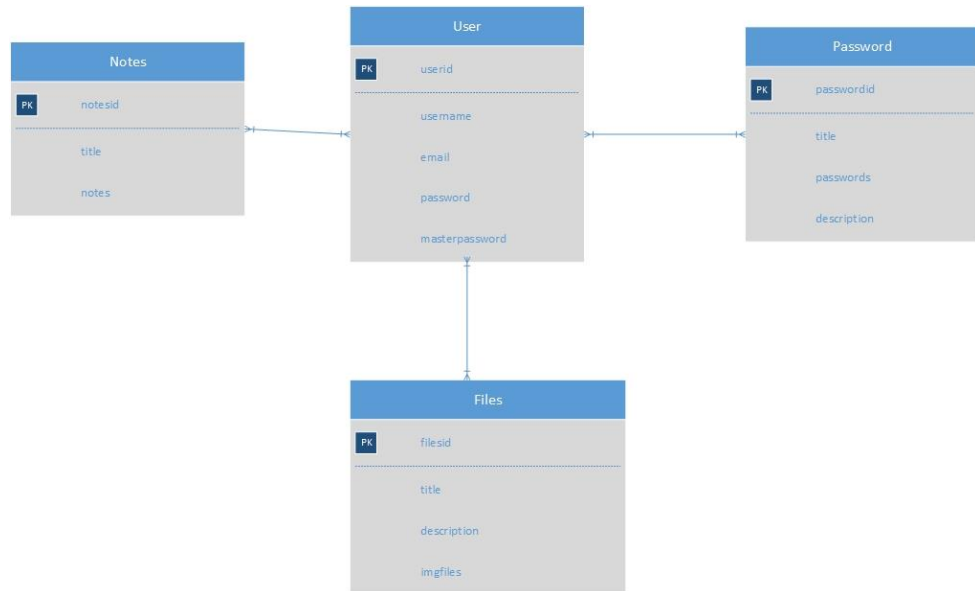 Notes
PK notesid
title
notes
User
PK userid
username
email
password
masterpassword
Password
PK passwordid
title
passwords
description
Files
PK filesid
title
description
imgfiles